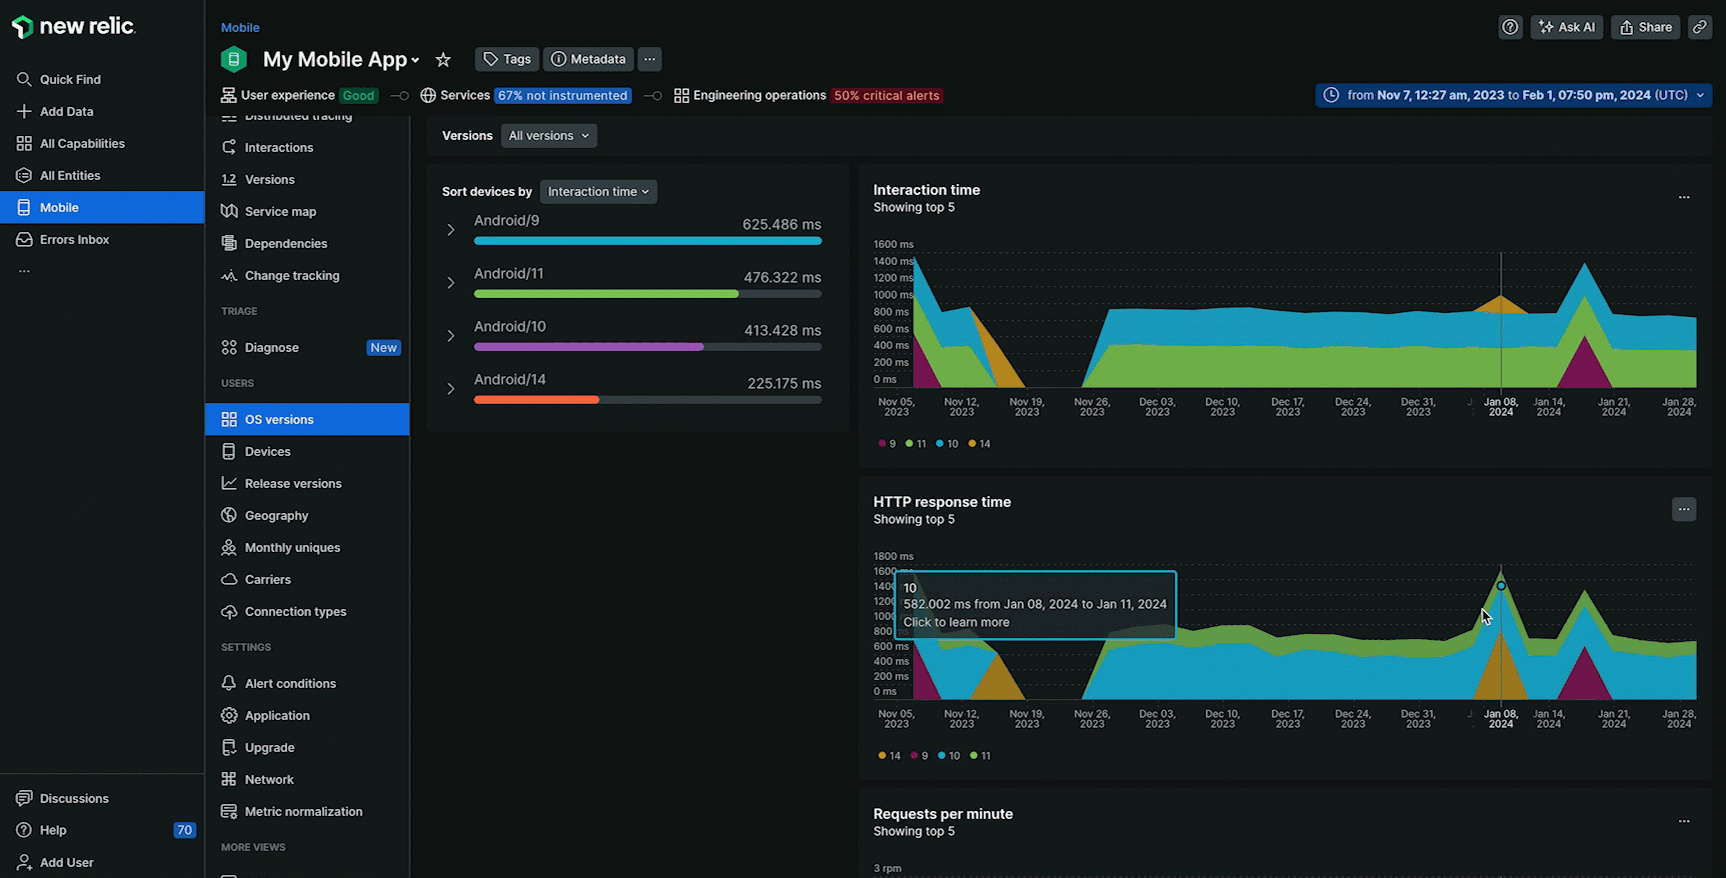 new relic.
Quick Find
Add Data
All Capabilities
All Entities
Mobile
Errors Inbox
...
Discussions
Help 70
Add User
Mobile
My Mobile App
Tags
Metadata
...
Ask AI
Share
User experience Good
Services 67% not instrumented
Engineering operations 50% critical alerts
from Nov 7, 12:27 am, 2023 to Feb 1, 07:50 pm, 2024 (UTC)
Distributed tracing
Interactions
1.2 Versions
Service map
Dependencies
Change tracking
TRIAGE
Diagnose New
USERS
OS versions
Devices
Release versions
Geography
Monthly uniques
Carriers
Connection types
SETTINGS
Alert conditions
Application
Upgrade
Network
Metric normalization
MORE VIEWS
Versions All versions
Sort devices by Interaction time
Android/9 625.486 ms
Android/11 476.322 ms
Android/10 413.428 ms
Android/14 225.175 ms
Interaction time
Showing top 5
...
1600 ms
1400 ms
1200 ms
1000 ms
800 ms
600 ms
400 ms
200 ms
0 ms
Nov 05, 2023
Nov 12, 2023
Nov 19, 2023
Nov 26, 2023
Dec 03, 2023
Dec 10, 2023
Dec 17, 2023
Dec 24, 2023
Dec 31, 2023
Jan 08, 2024
Jan 14, 2024
Jan 21, 2024
Jan 28, 2024
9 11 10 14
HTTP response time
Showing top 5
...
1800 ms
10
582.002 ms from Jan 08, 2024 to Jan 11, 2024
Click to learn more
600 ms
400 ms
200 ms
0 ms
Nov 05, 2023
Nov 12, 2023
Nov 19, 2023
Nov 26, 2023
Dec 03, 2023
Dec 10, 2023
Dec 17, 2023
Dec 24, 2023
Dec 31, 2023
Jan 08, 2024
Jan 14, 2024
Jan 21, 2024
Jan 28, 2024
14 9 10 11
Requests per minute
Showing top 5
...
3 rpm